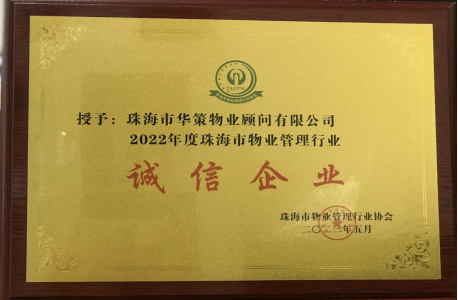 授予：珠海市华策物业顾问有限公司
2022年度珠海市物业管理行业
诚信企业
珠海市物业管理行业协会
二〇二三年五月